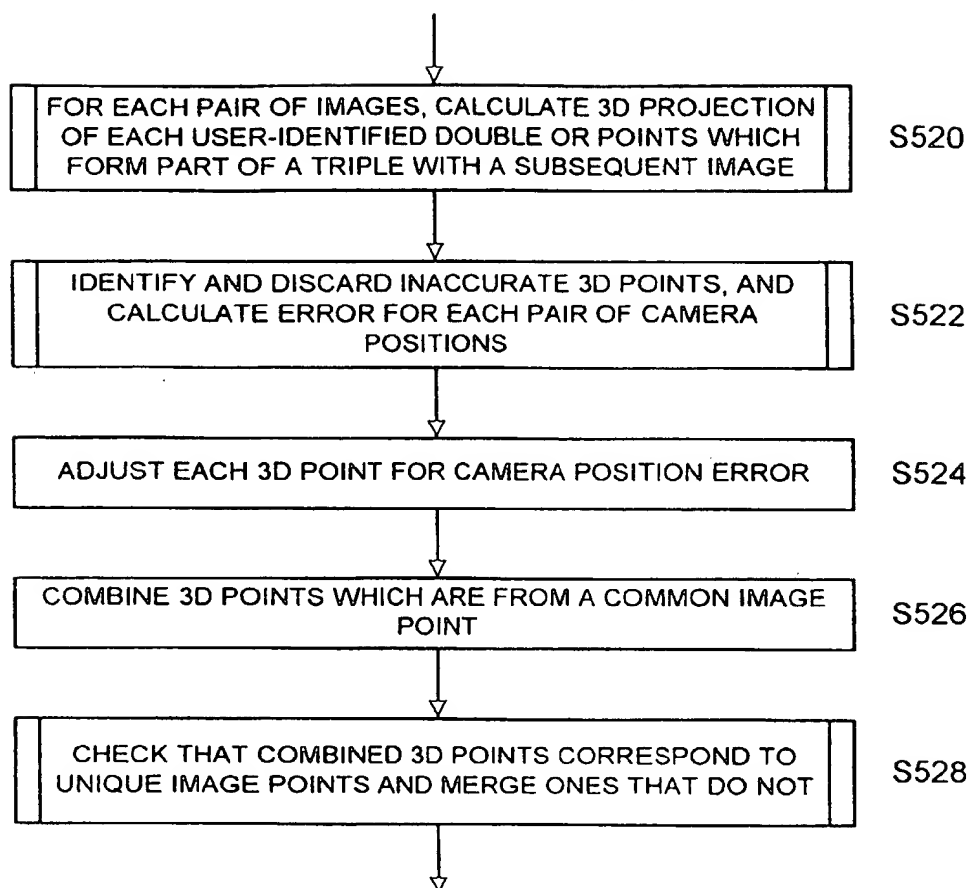 FOR EACH PAIR OF IMAGES, CALCULATE 3D PROJECTION
OF EACH USER-IDENTIFIED DOUBLE OR POINTS WHICH
FORM PART OF A TRIPLE WITH A SUBSEQUENT IMAGE
S520
IDENTIFY AND DISCARD INACCURATE 3D POINTS, AND
CALCULATE ERROR FOR EACH PAIR OF CAMERA
POSITIONS
S522
ADJUST EACH 3D POINT FOR CAMERA POSITION ERROR
S524
COMBINE 3D POINTS WHICH ARE FROM A COMMON IMAGE
POINT
S526
CHECK THAT COMBINED 3D POINTS CORRESPOND TO
UNIQUE IMAGE POINTS AND MERGE ONES THAT DO NOT
S528